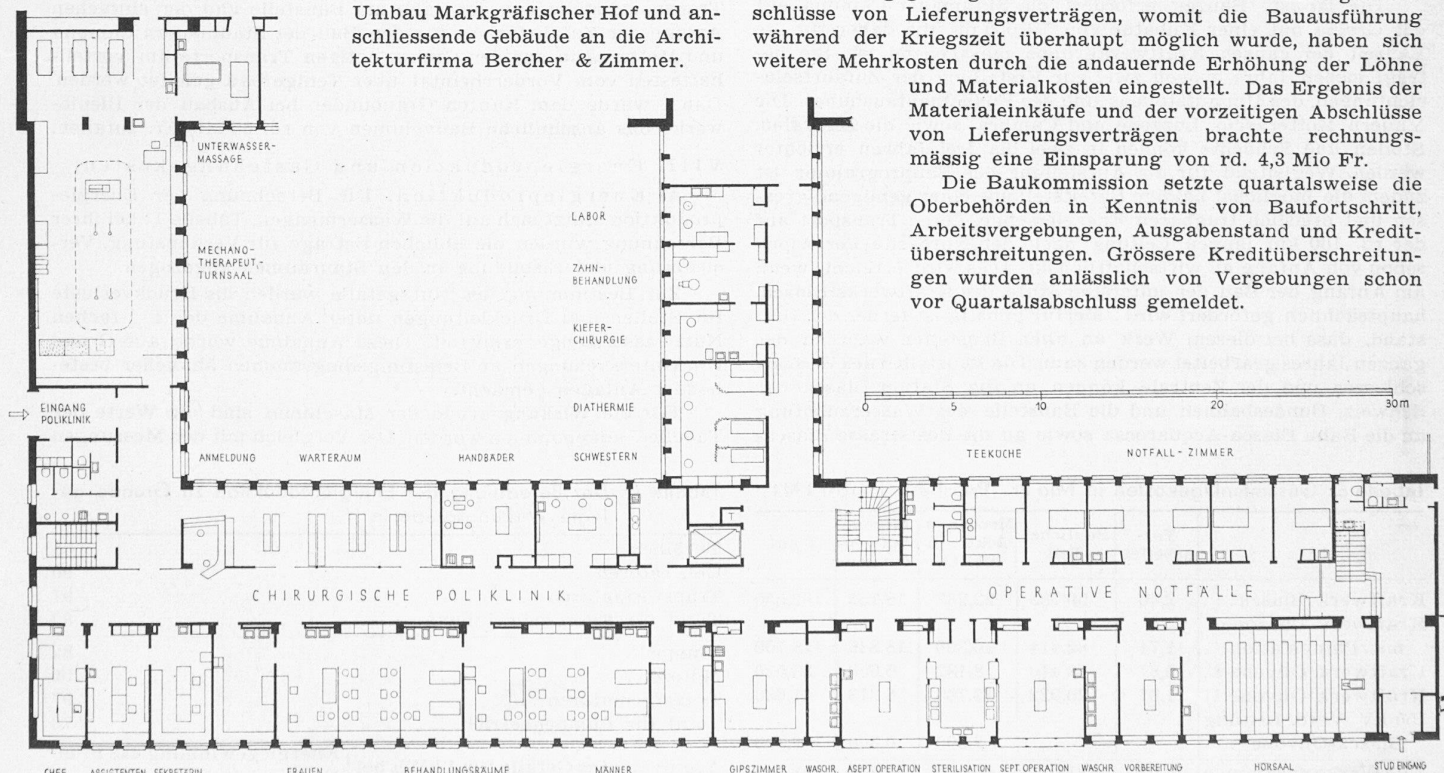 Umbau Markgräfischer Hof und an-
schliessende Gebäude an die Archi-
tekturfirma Bercher & Zimmer.
schlüsse von Lieferungsverträgen, womit die Bauausführung
während der Kriegszeit überhaupt möglich wurde, haben sich
weitere Mehrkosten durch die andauernde Erhöhung der Löhne
und Materialkosten eingestellt. Das Ergebnis der
Materialbeschaffung und des vorzeigen Abschlusses
von Lieferungsverträgen brachte rechnungs-
mässig eine Einsparung von rd. 4,3 Mio Fr.
Die Baukommission setzte quartalsweise die
Oberbehörden in Kenntnis von Baufortschritt,
Arbeitsvergebungen, Ausgabenstand und Kredit-
überschreitungen. Grössere Kreditüberschreitun-
gen wurden anlässlich von Vergebungen schon
vor Quartalsabschluss gemeldet.
UNTERWASSER-
MASSAGE
MECHANO-
THERAPEUT.
TURNSAAL
LABOR
ZAHN-
BEHANDLUNG
KIEFER-
CHIRURGIE
DIATHERMIE
EINGANG
POLIKLINIK
5 10 20 30 m
ANMELDUNG WARTERAUM HANDBÄDER SCHWESTERN
TEEKÜCHE NOTFALL-ZIMMER
T
CHIRURGISCHE POLIKLINIK OPERATIVE NOTFÄLLE
CHEF ASSISTENTEN SEKRETÄRIN FRAUEN BEHANDLUNGSRÄUME MÄNNER GIPSZIMMER WASCHR. ASEPT OPERATION STERILISATION SEPT OPERATION WASCHR VORBEREITUNG HÖRSAAL STUD EINGANG